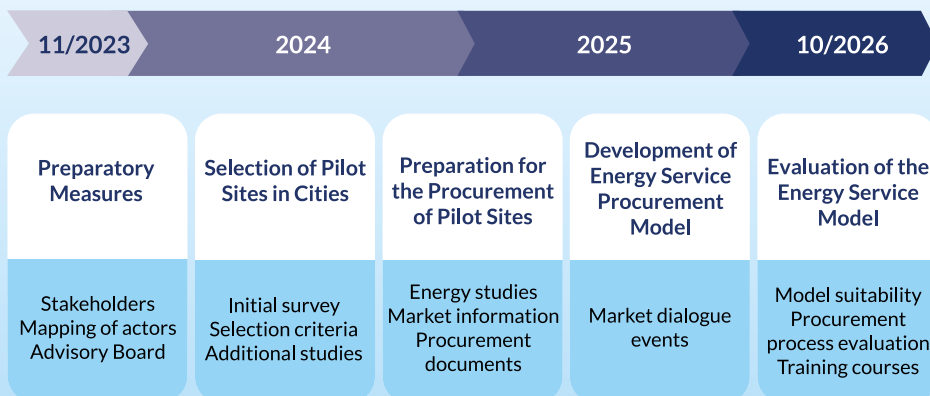 11/2023
2024
2025
10/2026
Preparatory
Measures
Stakeholders
Mapping of actors
Advisory Board
Selection of Pilot
Sites in Cities
Initial survey
Selection criteria
Additional studies
Preparation for
the Procurement
of Pilot Sites
Energy studies
Market information
Procurement
documents
Development of
Energy Service
Procurement
Model
Market dialogue
events
Evaluation of the
Energy Service
Model
Model suitability
Procurement
process evaluation
Training courses